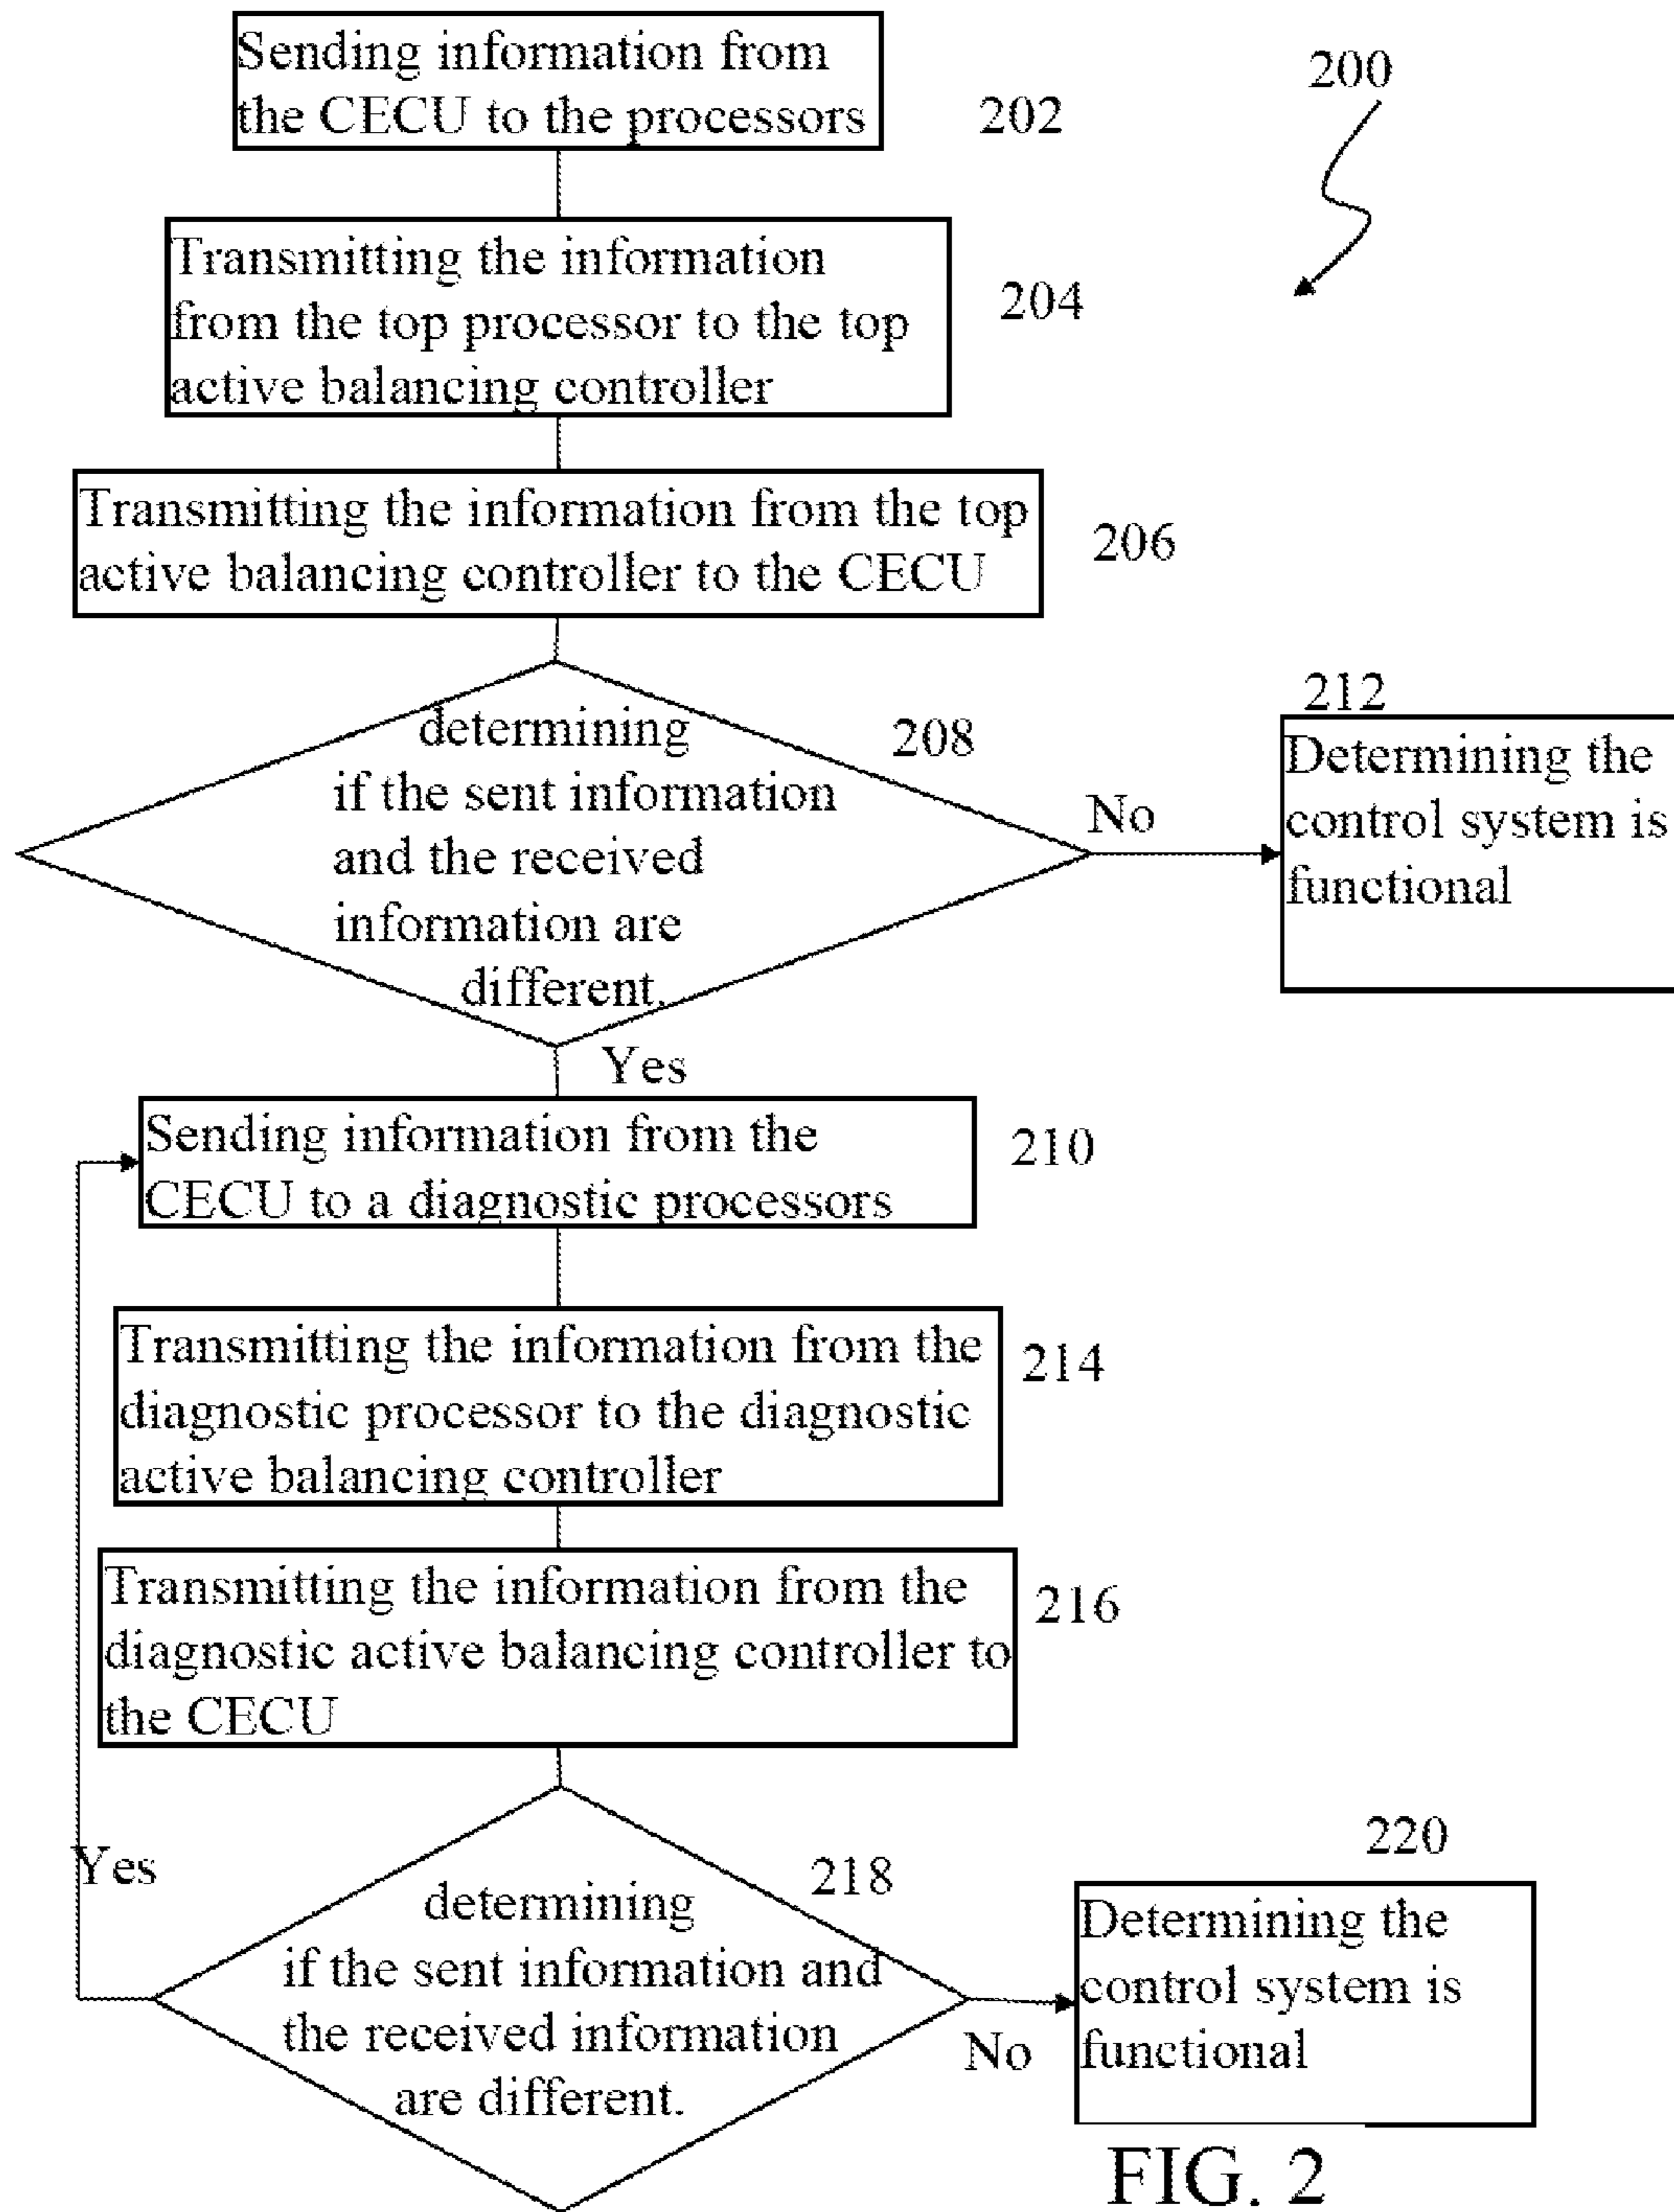 Sending information from
the CECU to the processors
202
200
Transmitting the information
from the top processor to the top
active balancing controller
204
Transmitting the information from the top
active balancing controller to the CECU
206
determining
if the sent information
and the received
information are
different.
208
No
212
Determining the
control system is
functional
Yes
Sending information from the
CECU to a diagnostic processors
210
Transmitting the information from the
diagnostic processor to the diagnostic
active balancing controller
214
Transmitting the information from the
diagnostic active balancing controller to
the CECU
216
Yes
determining
if the sent information and
the received information
are different.
218
No
220
Determining the
control system is
functional
FIG. 2